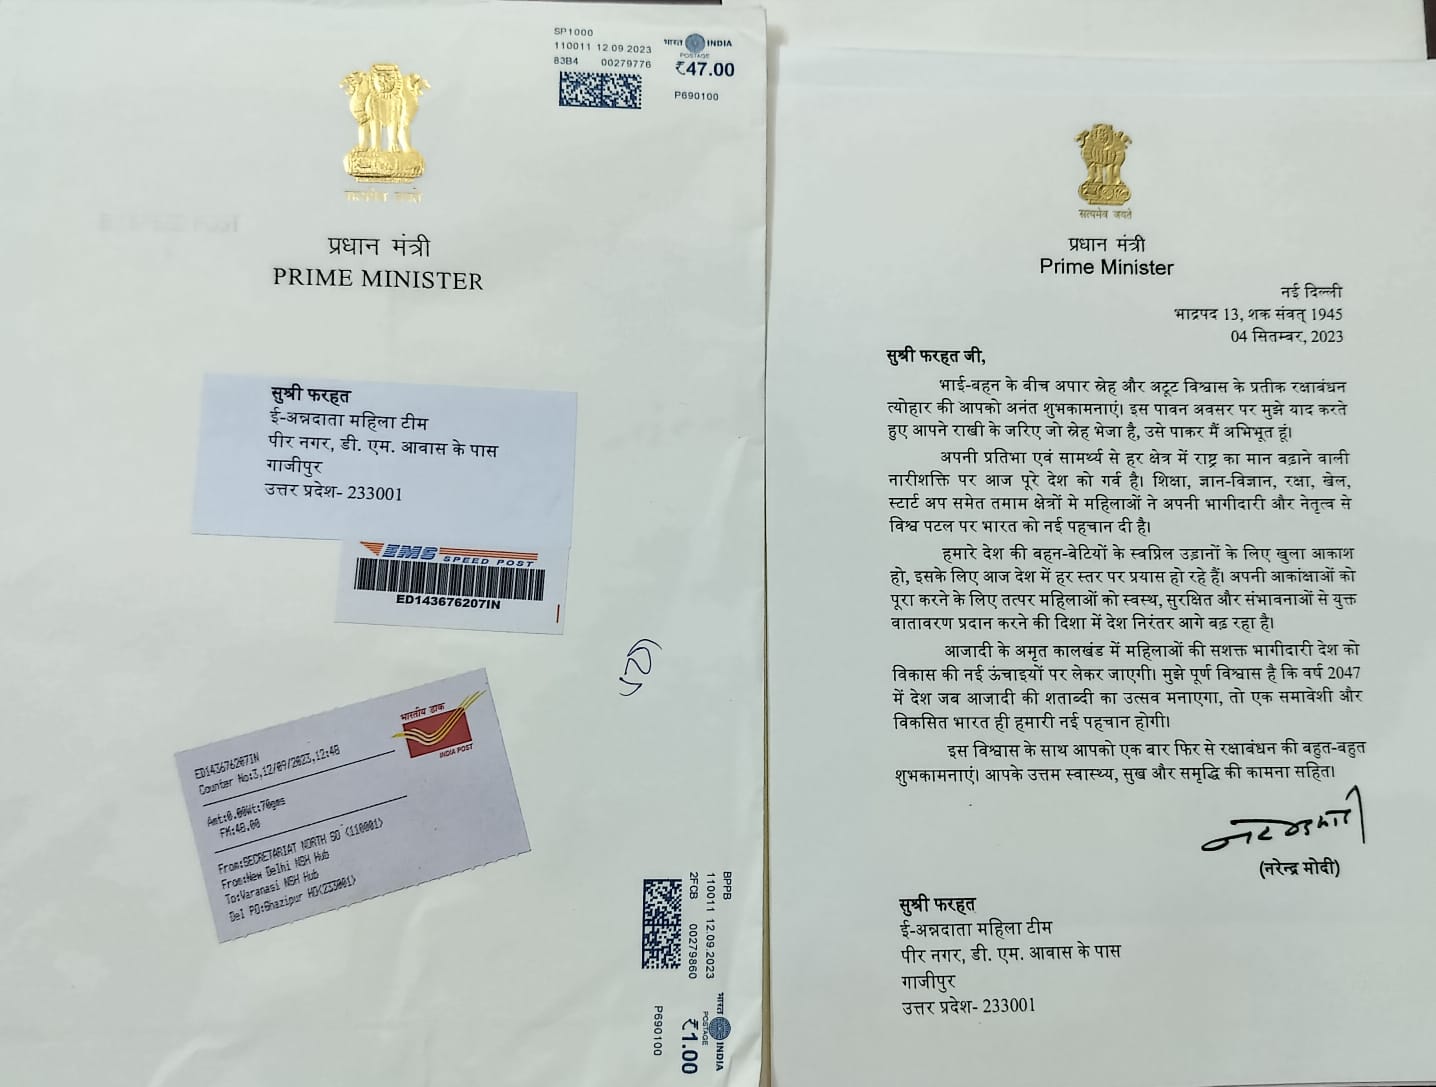 SP1000
110011 12.09.2023
83B4 00279776
भारत INDIA
POSTAGE
₹47.00
P690100
सत्यमेव जयते
प्रधान मंत्री
PRIME MINISTER
सुश्री फरहत
ई-अन्नदाता महिला टीम
पीर नगर, डी. एम. आवास के पास
गाजीपुर
उत्तर प्रदेश- 233001
EMS
SPEED POST
ED143676207IN
भारतीय डाक
INDIA POST
ED143676207IN
Counter No:3,12/09/2023,12:48
Amt:0.00Wt:70gms
FM:48.00
From:SECRETARIAT NORTH SO <110001>
From:New Delhi NSH Hub
To:Varanasi NSH Hub
Del PO:Ghazipur HO<233001>
BPPB
110011 12.09.2023
2FCB 00279860
भारत INDIA
POSTAGE
₹1.00
P690100
सत्यमेव जयते
प्रधान मंत्री
Prime Minister
नई दिल्ली
भाद्रपद 13, शक संवत् 1945
04 सितम्बर, 2023
सुश्री फरहत जी,
भाई-बहन के बीच अपार स्नेह और अटूट विश्वास के प्रतीक रक्षाबंधन
त्योहार की आपको अनंत शुभकामनाएं। इस पावन अवसर पर मुझे याद करते
हुए आपने राखी के जरिए जो स्नेह भेजा है, उसे पाकर मैं अभिभूत हूं।
अपनी प्रतिभा एवं सामर्थ्य से हर क्षेत्र में राष्ट्र का मान बढ़ाने वाली
नारीशक्ति पर आज पूरे देश को गर्व है। शिक्षा, ज्ञान-विज्ञान, रक्षा, खेल,
स्टार्ट अप समेत तमाम क्षेत्रों मे महिलाओं ने अपनी भागीदारी और नेतृत्व से
विश्व पटल पर भारत को नई पहचान दी है।
हमारे देश की बहन-बेटियों के स्वप्निल उड़ानों के लिए खुला आकाश
हो, इसके लिए आज देश में हर स्तर पर प्रयास हो रहे हैं। अपनी आकांक्षाओं को
पूरा करने के लिए तत्पर महिलाओं को स्वस्थ, सुरक्षित और संभावनाओं से युक्त
वातावरण प्रदान करने की दिशा में देश निरंतर आगे बढ़ रहा है।
आजादी के अमृत कालखंड में महिलाओं की सशक्त भागीदारी देश को
विकास की नई ऊंचाइयों पर लेकर जाएगी। मुझे पूर्ण विश्वास है कि वर्ष 2047
में देश जब आजादी की शताब्दी का उत्सव मनाएगा, तो एक समावेशी और
विकसित भारत ही हमारी नई पहचान होगी।
इस विश्वास के साथ आपको एक बार फिर से रक्षाबंधन की बहुत-बहुत
शुभकामनाएं। आपके उत्तम स्वास्थ्य, सुख और समृद्धि की कामना सहित।
(नरेन्द्र मोदी)
सुश्री फरहत
ई-अन्नदाता महिला टीम
पीर नगर, डी. एम. आवास के पास
गाजीपुर
उत्तर प्रदेश- 233001